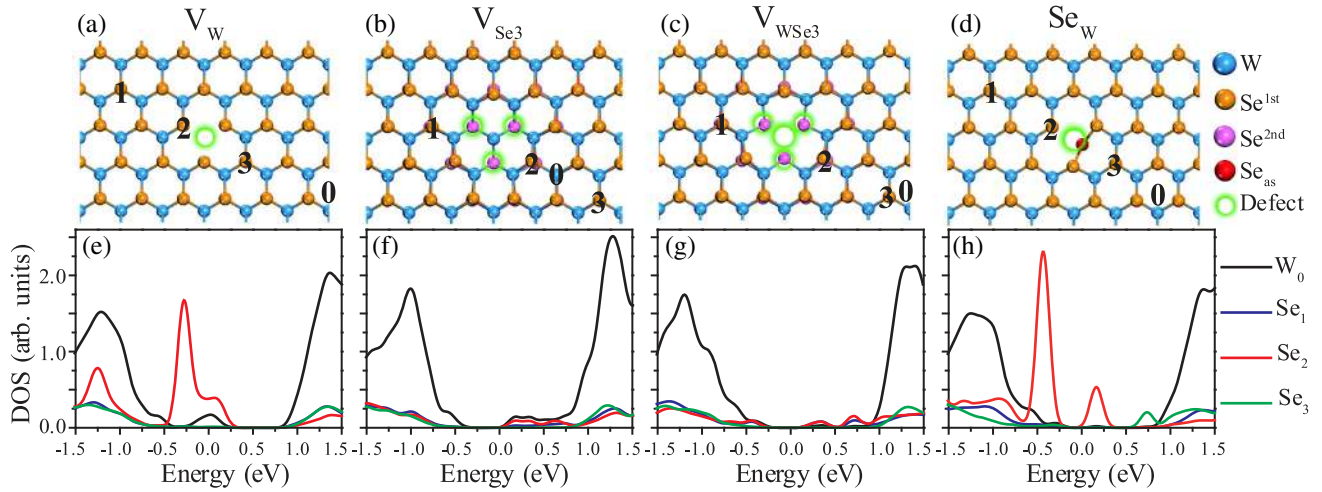 (a) V_W (b) V_Se3 (c) V_WSe3 (d) Se_W
1 2 3 0
1 2 0 3
1 2 3 0
1 2 3 0
W
Se^1st
Se^2nd
Se_as
Defect
DOS (arb. units)
2.0
1.0
0.0
(e) (f) (g) (h)
-1.5 -1.0 -0.5 0.0 0.5 1.0 1.5
-1.5 -1.0 -0.5 0.0 0.5 1.0 1.5
-1.5 -1.0 -0.5 0.0 0.5 1.0 1.5
-1.5 -1.0 -0.5 0.0 0.5 1.0 1.5
Energy (eV) Energy (eV) Energy (eV) Energy (eV)
W_0
Se_1
Se_2
Se_3